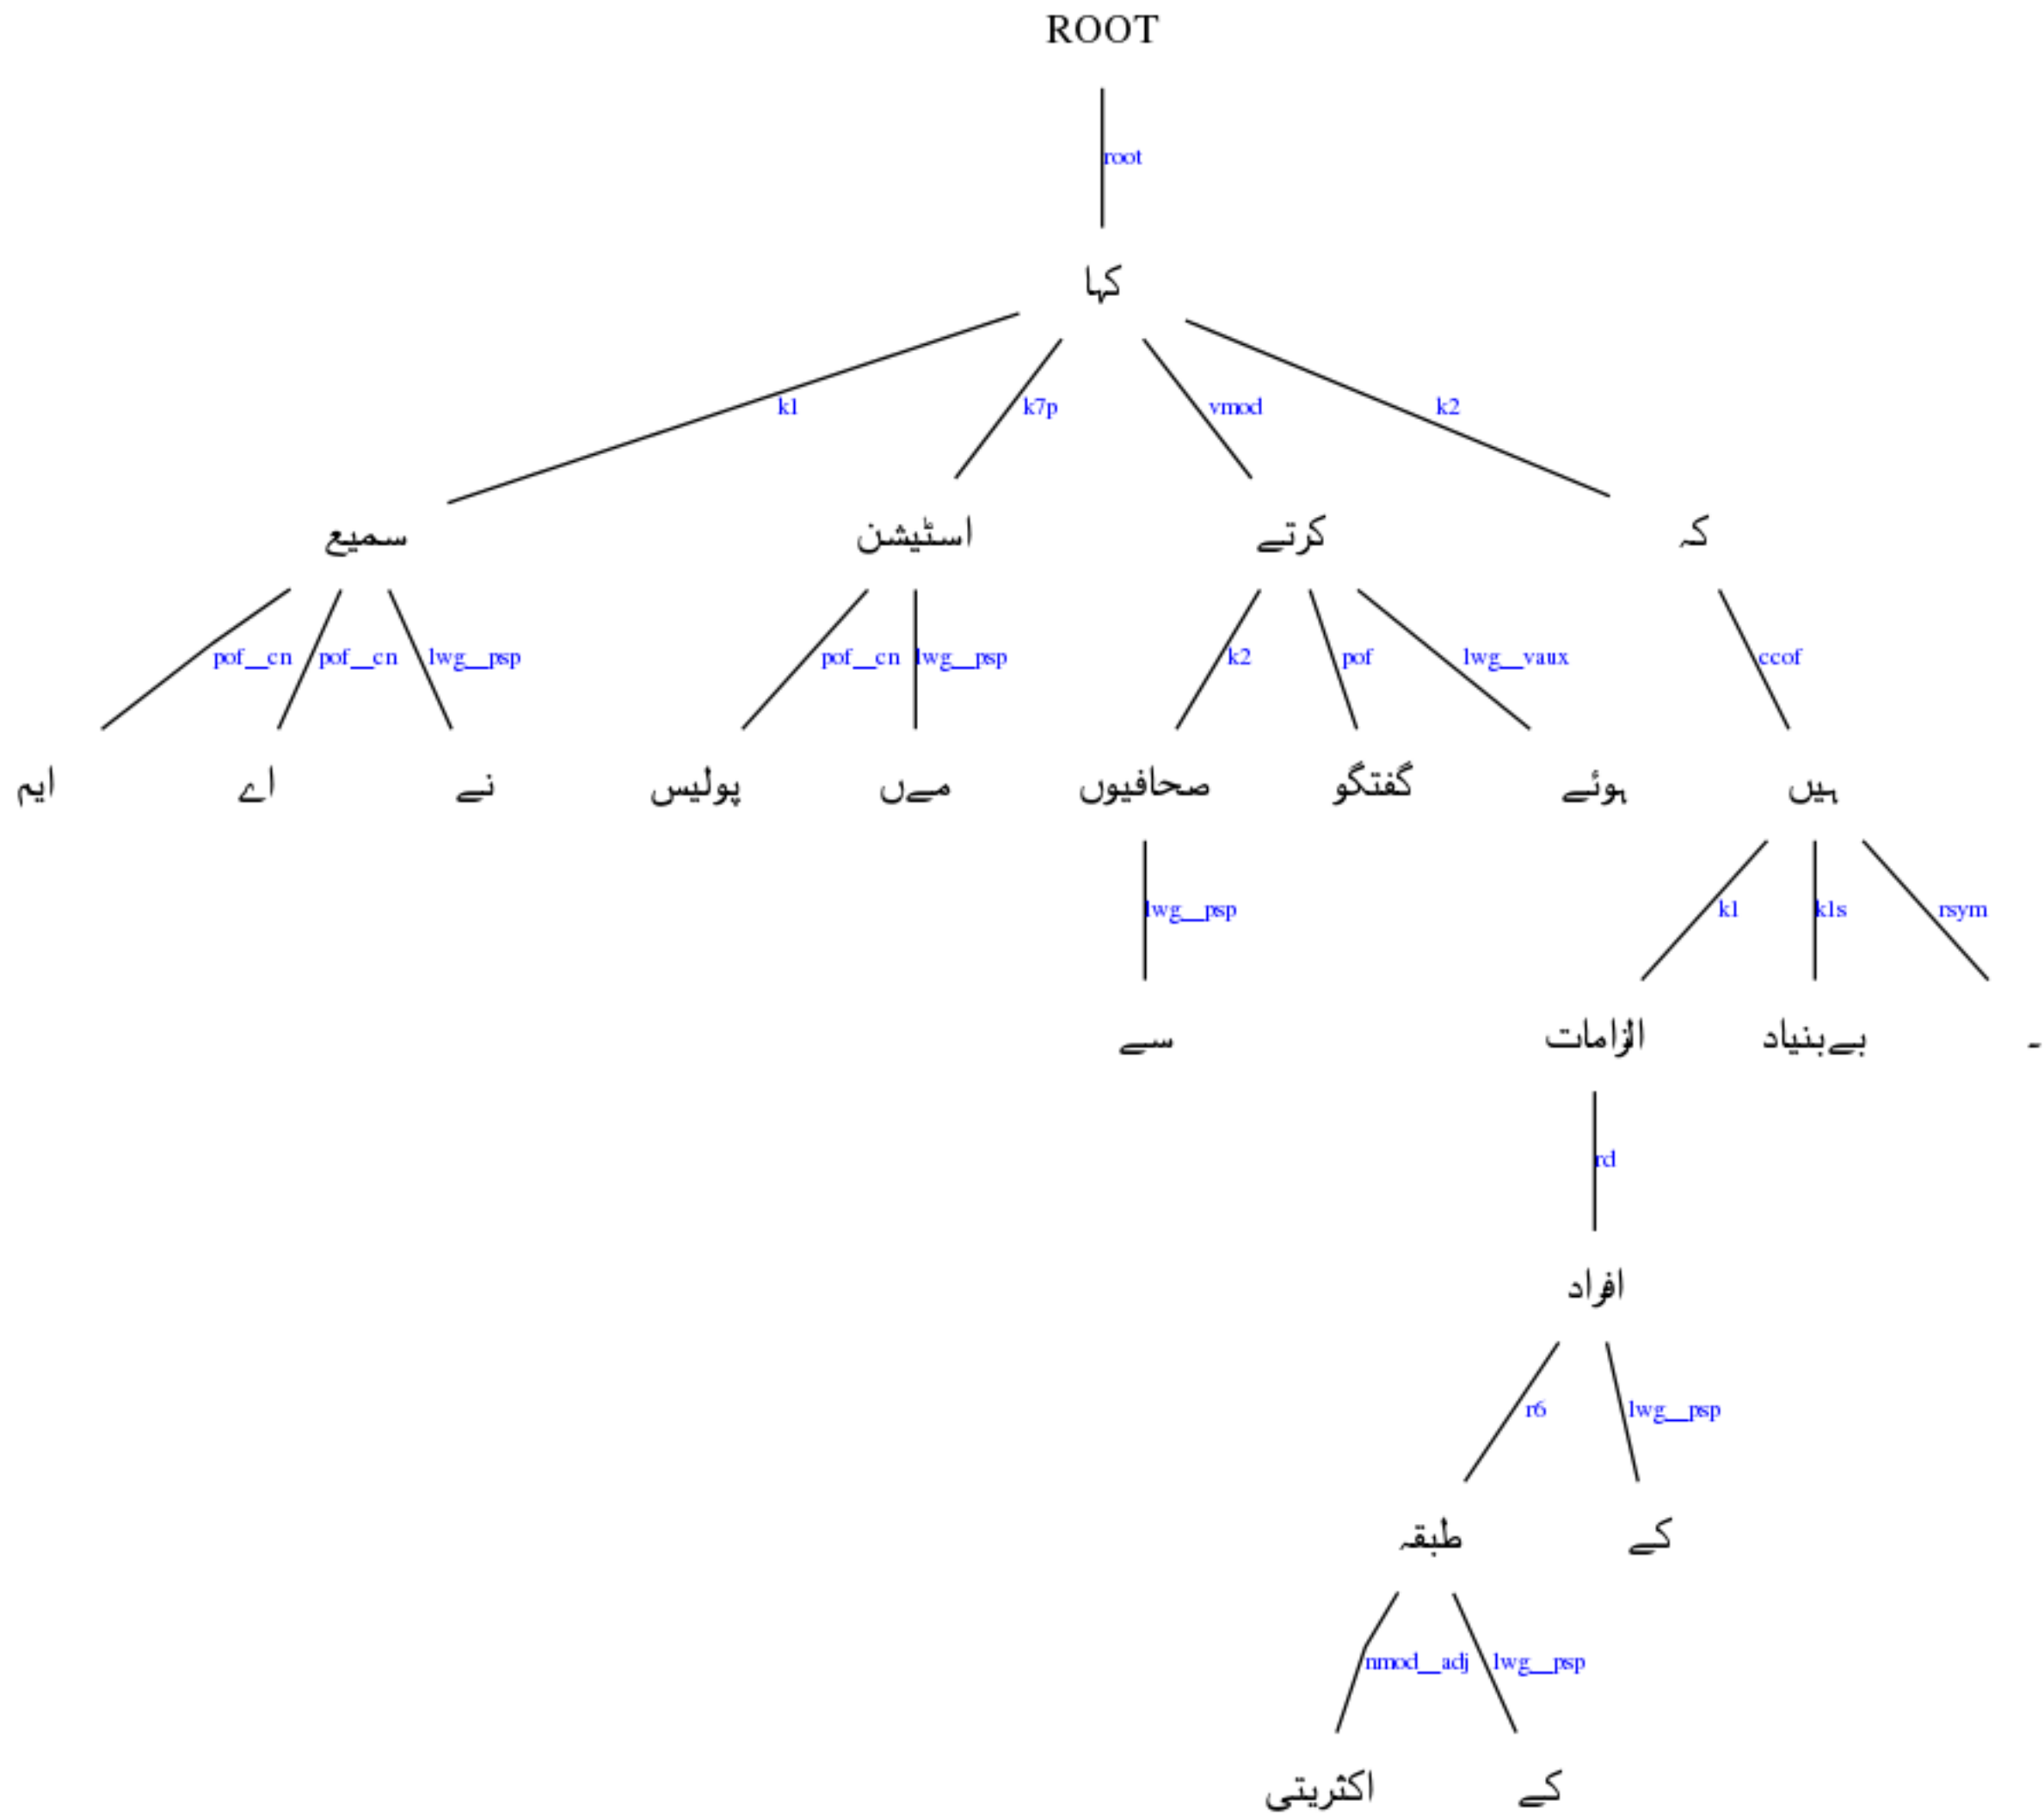 ROOT
root
کہا
k1 k7p vmod k2
سمیع اسٹیشن کرتے کہ
pof__cn pof__cn lwg__psp pof__cn lwg__psp k2 pof lwg__vaux ccof
ایم اے نے پولیس مےں صحافیوں گفتگو ہوئے ہیں
lwg__psp k1 k1s rsym
سے الزامات بےبنیاد ۔
rd
افراد
r6 lwg__psp
طبقہ کے
nmod__adj lwg__psp
اکثریتی کے